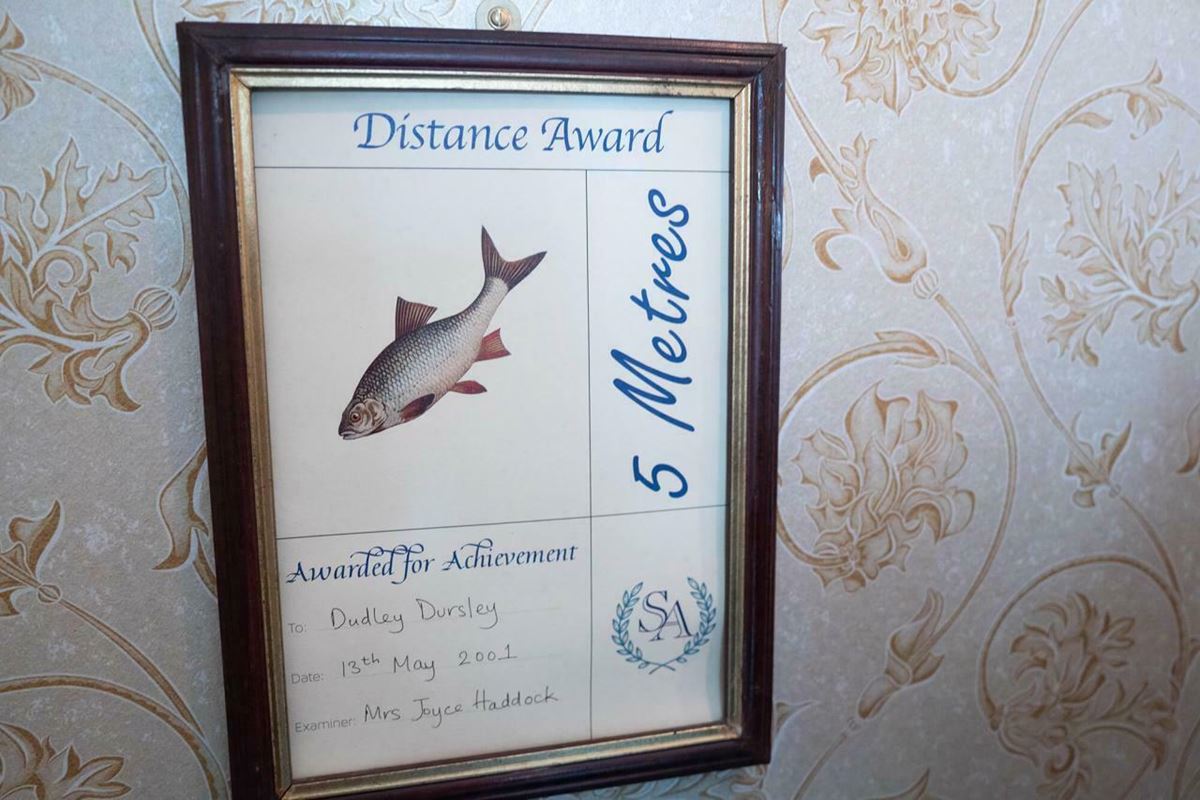 Distance Award
5 Metres
Awarded for Achievement
To: Dudley Dursley
Date: 13th May 2001
Examiner: Mrs Joyce Haddock
SA